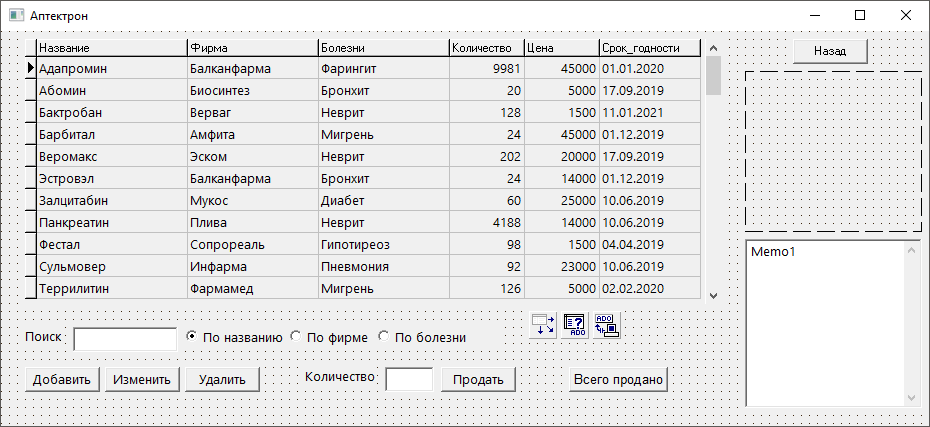 Аптектрон
Название Фирма Болезни Количество Цена Срок_годности
Адапромин Балканфарма Фарингит 9981 45000 01.01.2020
Абомин Биосинтез Бронхит 20 5000 17.09.2019
Бактробан Верваг Неврит 128 1500 11.01.2021
Барбитал Амфита Мигрень 24 45000 01.12.2019
Веромакс Эском Неврит 202 20000 17.09.2019
Эстровэл Балканфарма Бронхит 24 14000 01.12.2019
Залцитабин Мукос Диабет 60 25000 10.06.2019
Панкреатин Плива Неврит 4188 14000 10.06.2019
Фестал Сопрореаль Гипотиреоз 98 1500 04.04.2019
Сульмовер Инфарма Пневмония 92 23000 10.06.2019
Террилитин Фармамед Мигрень 126 5000 02.02.2020
Назад
Memo1
Поиск По названию По фирме По болезни
ADO ADO
Добавить Изменить Удалить Количество Продать Всего продано